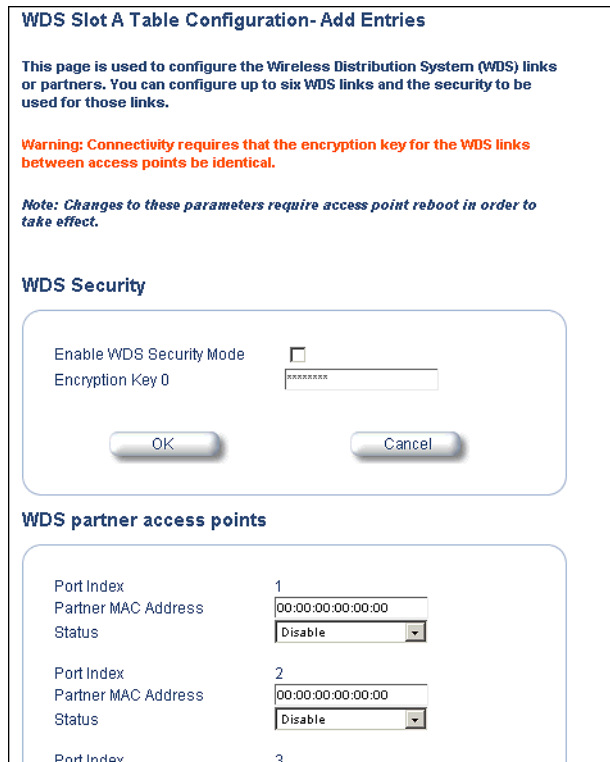 WDS Slot A Table Configuration- Add Entries
This page is used to configure the Wireless Distribution System (WDS) links
or partners. You can configure up to six WDS links and the security to be
used for those links.
Warning: Connectivity requires that the encryption key for the WDS links
between access points be identical.
Note: Changes to these parameters require access point reboot in order to
take effect.
WDS Security
Enable WDS Security Mode
Encryption Key 0 ********
OK Cancel
WDS partner access points
Port Index 1
Partner MAC Address 00:00:00:00:00:00
Status Disable
Port Index 2
Partner MAC Address 00:00:00:00:00:00
Status Disable
Port Index 3